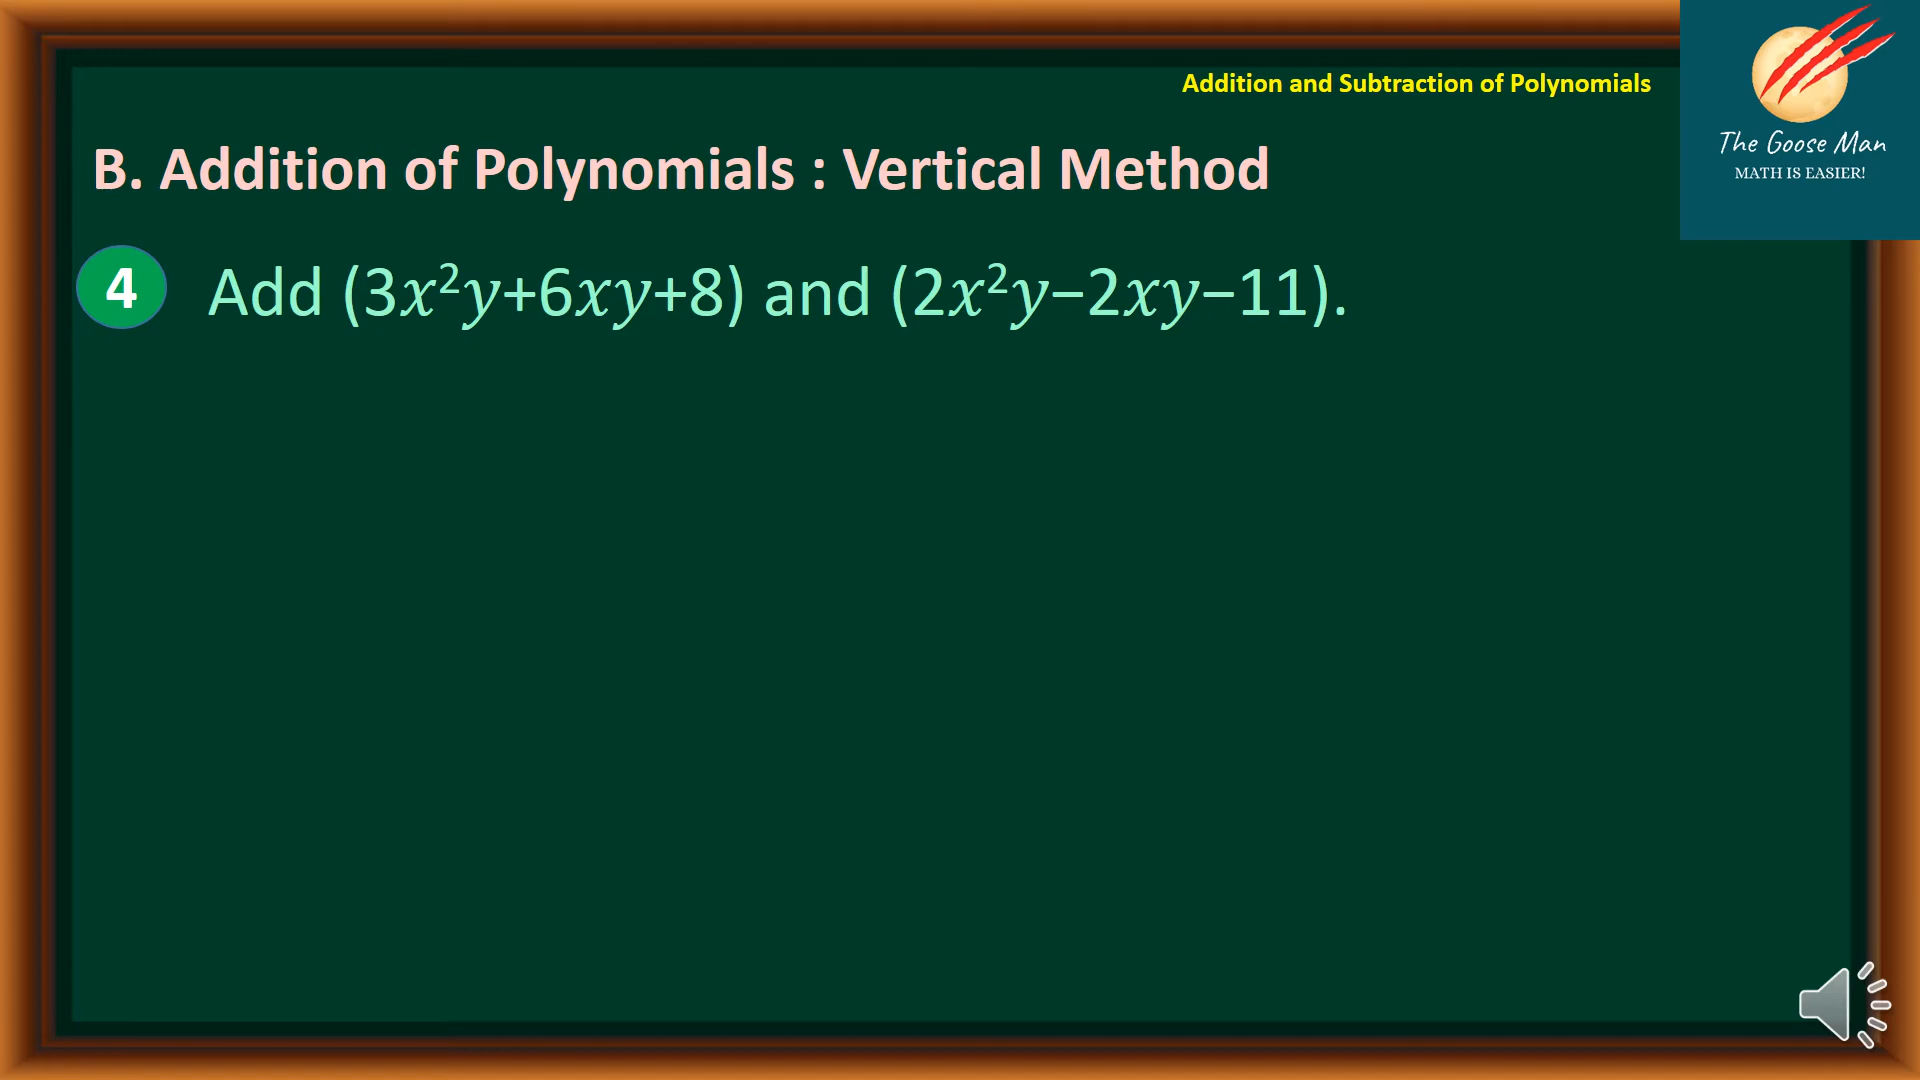 Addition and Subtraction of Polynomials
The Goose Man
MATH IS EASIER!
B. Addition of Polynomials : Vertical Method
4 Add (3x²y+6xy+8) and (2x²y−2xy−11).